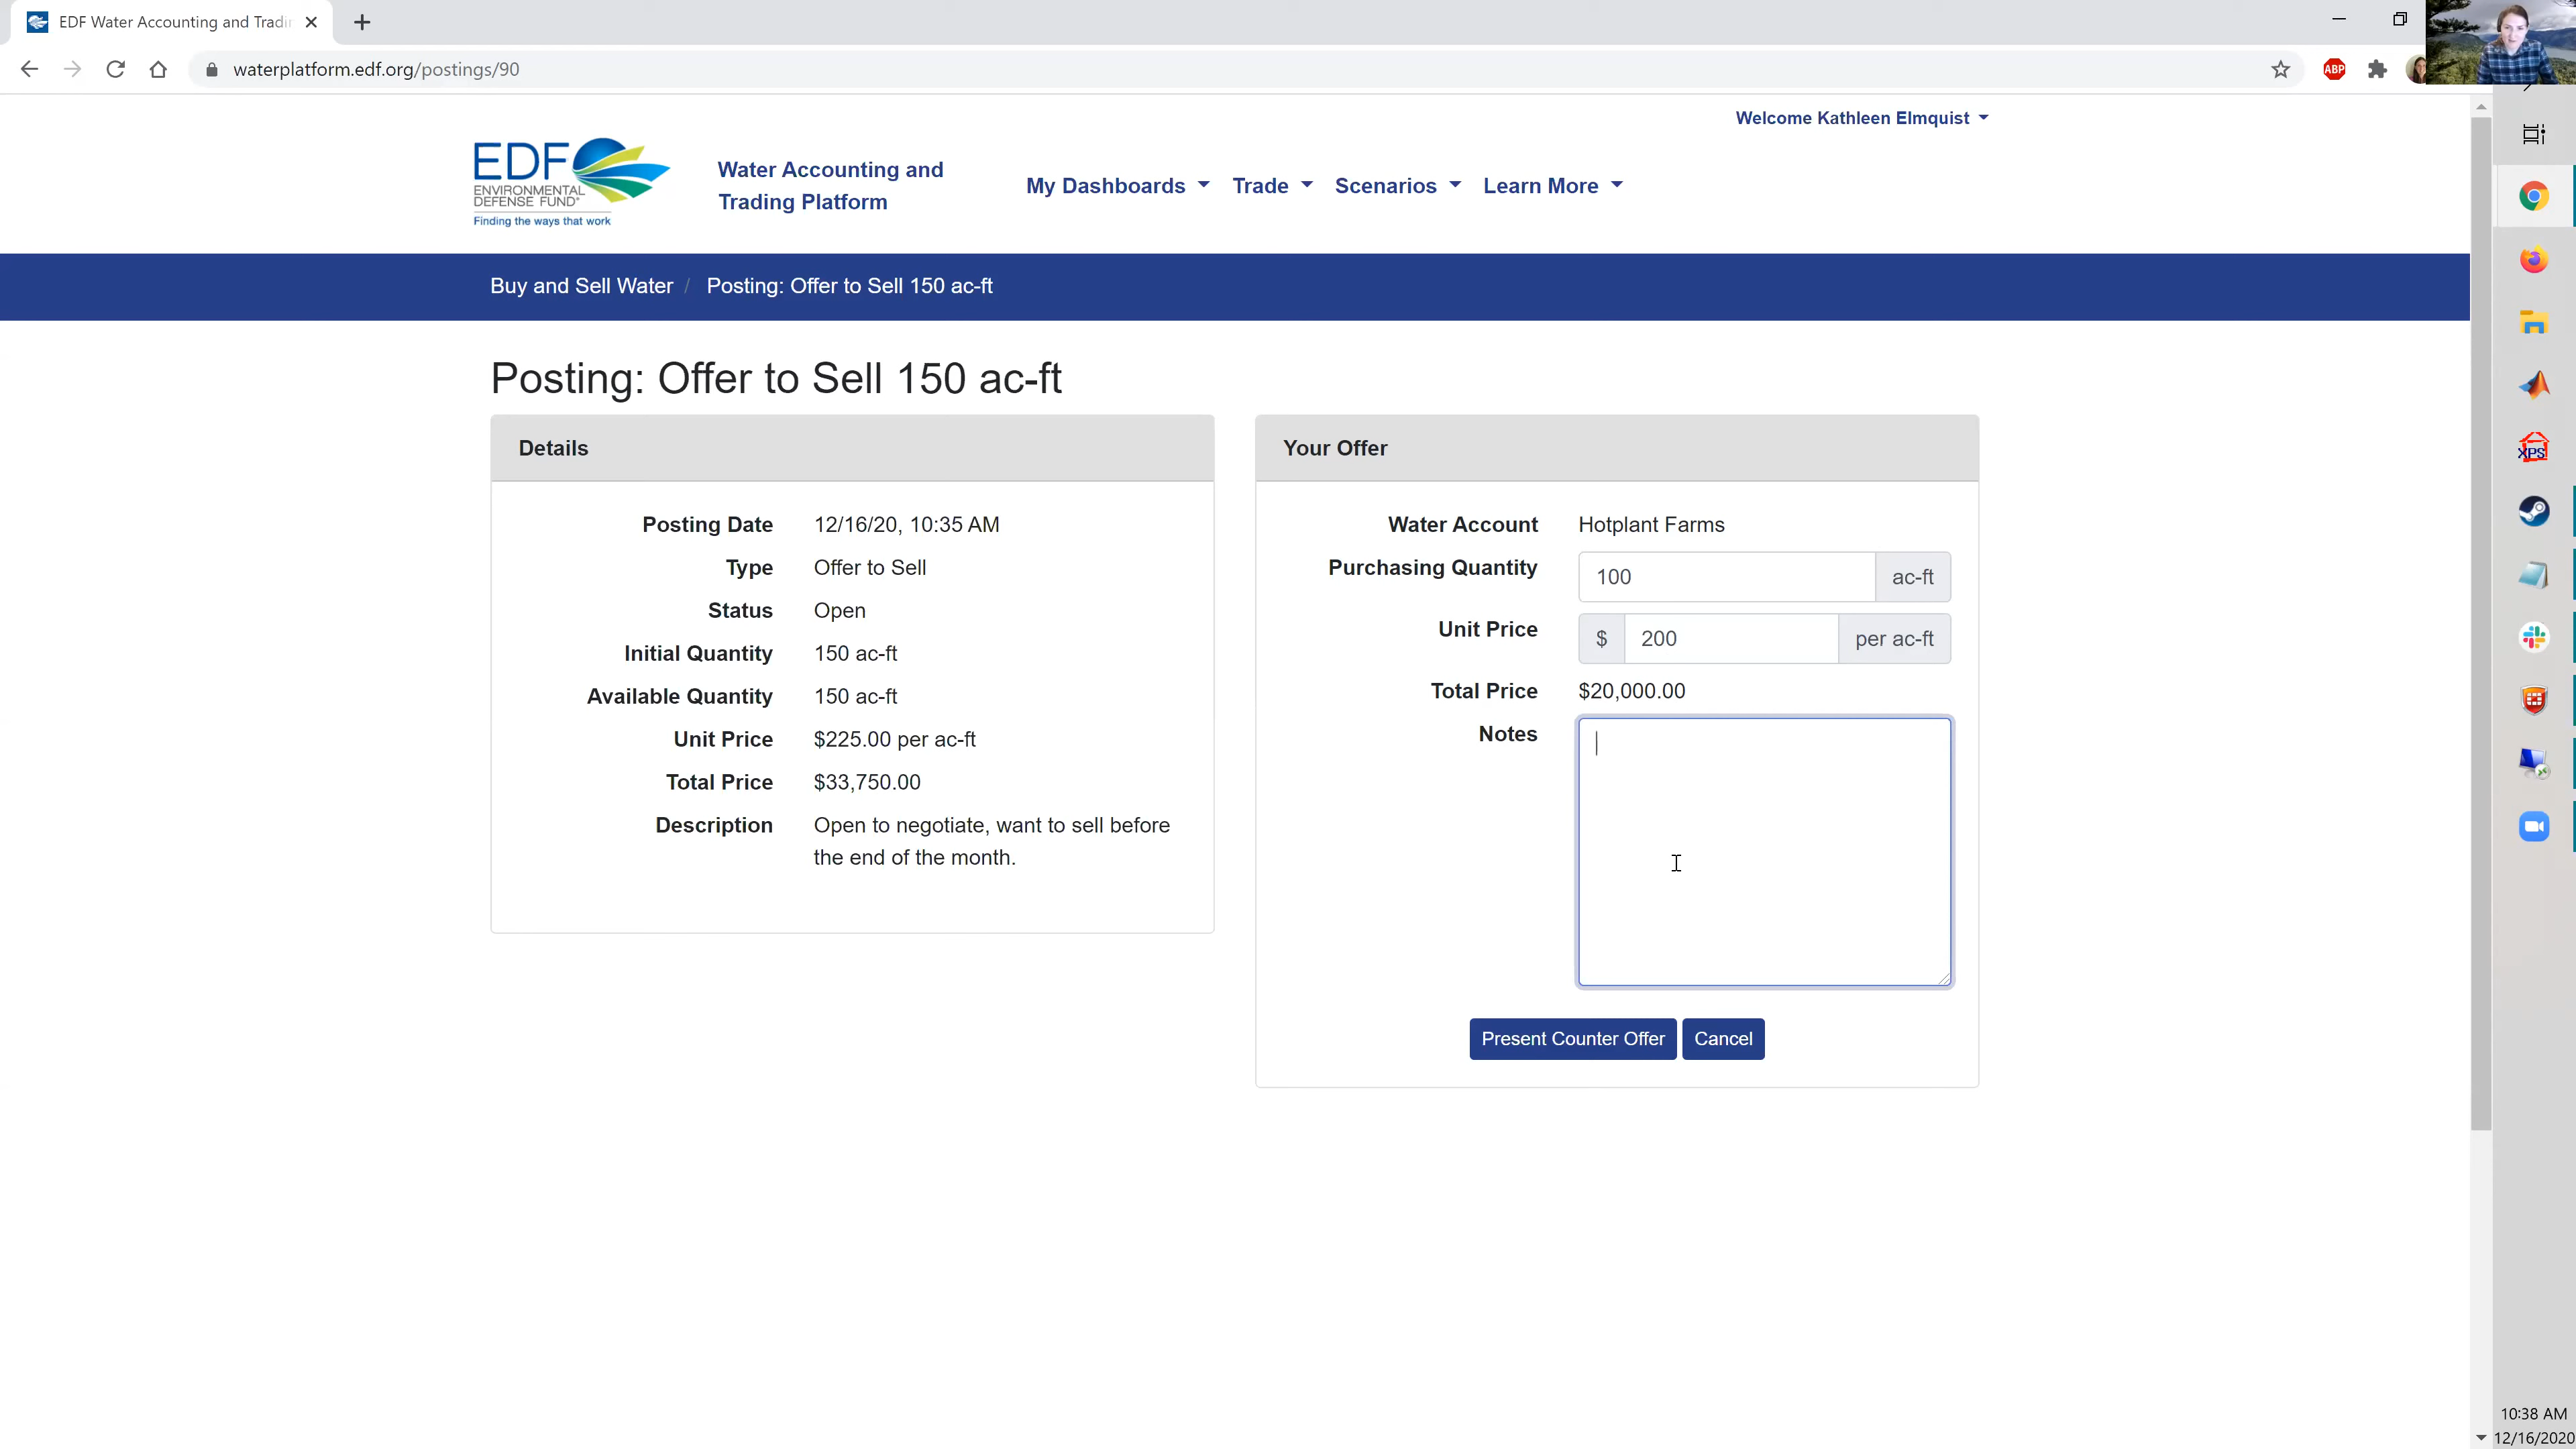 EDF Water Accounting and Tradin
waterplatform.edf.org/postings/90
ABP
Welcome Kathleen Elmquist
EDF
ENVIRONMENTAL
DEFENSE FUND®
Finding the ways that work
Water Accounting and
Trading Platform
My Dashboards
Trade
Scenarios
Learn More
Buy and Sell Water / Posting: Offer to Sell 150 ac-ft
Posting: Offer to Sell 150 ac-ft
Details
Posting Date 12/16/20, 10:35 AM
Type Offer to Sell
Status Open
Initial Quantity 150 ac-ft
Available Quantity 150 ac-ft
Unit Price $225.00 per ac-ft
Total Price $33,750.00
Description Open to negotiate, want to sell before
the end of the month.
Your Offer
Water Account Hotplant Farms
Purchasing Quantity 100 ac-ft
Unit Price $ 200 per ac-ft
Total Price $20,000.00
Notes
Present Counter Offer Cancel
XPS
10:38 AM
12/16/2020